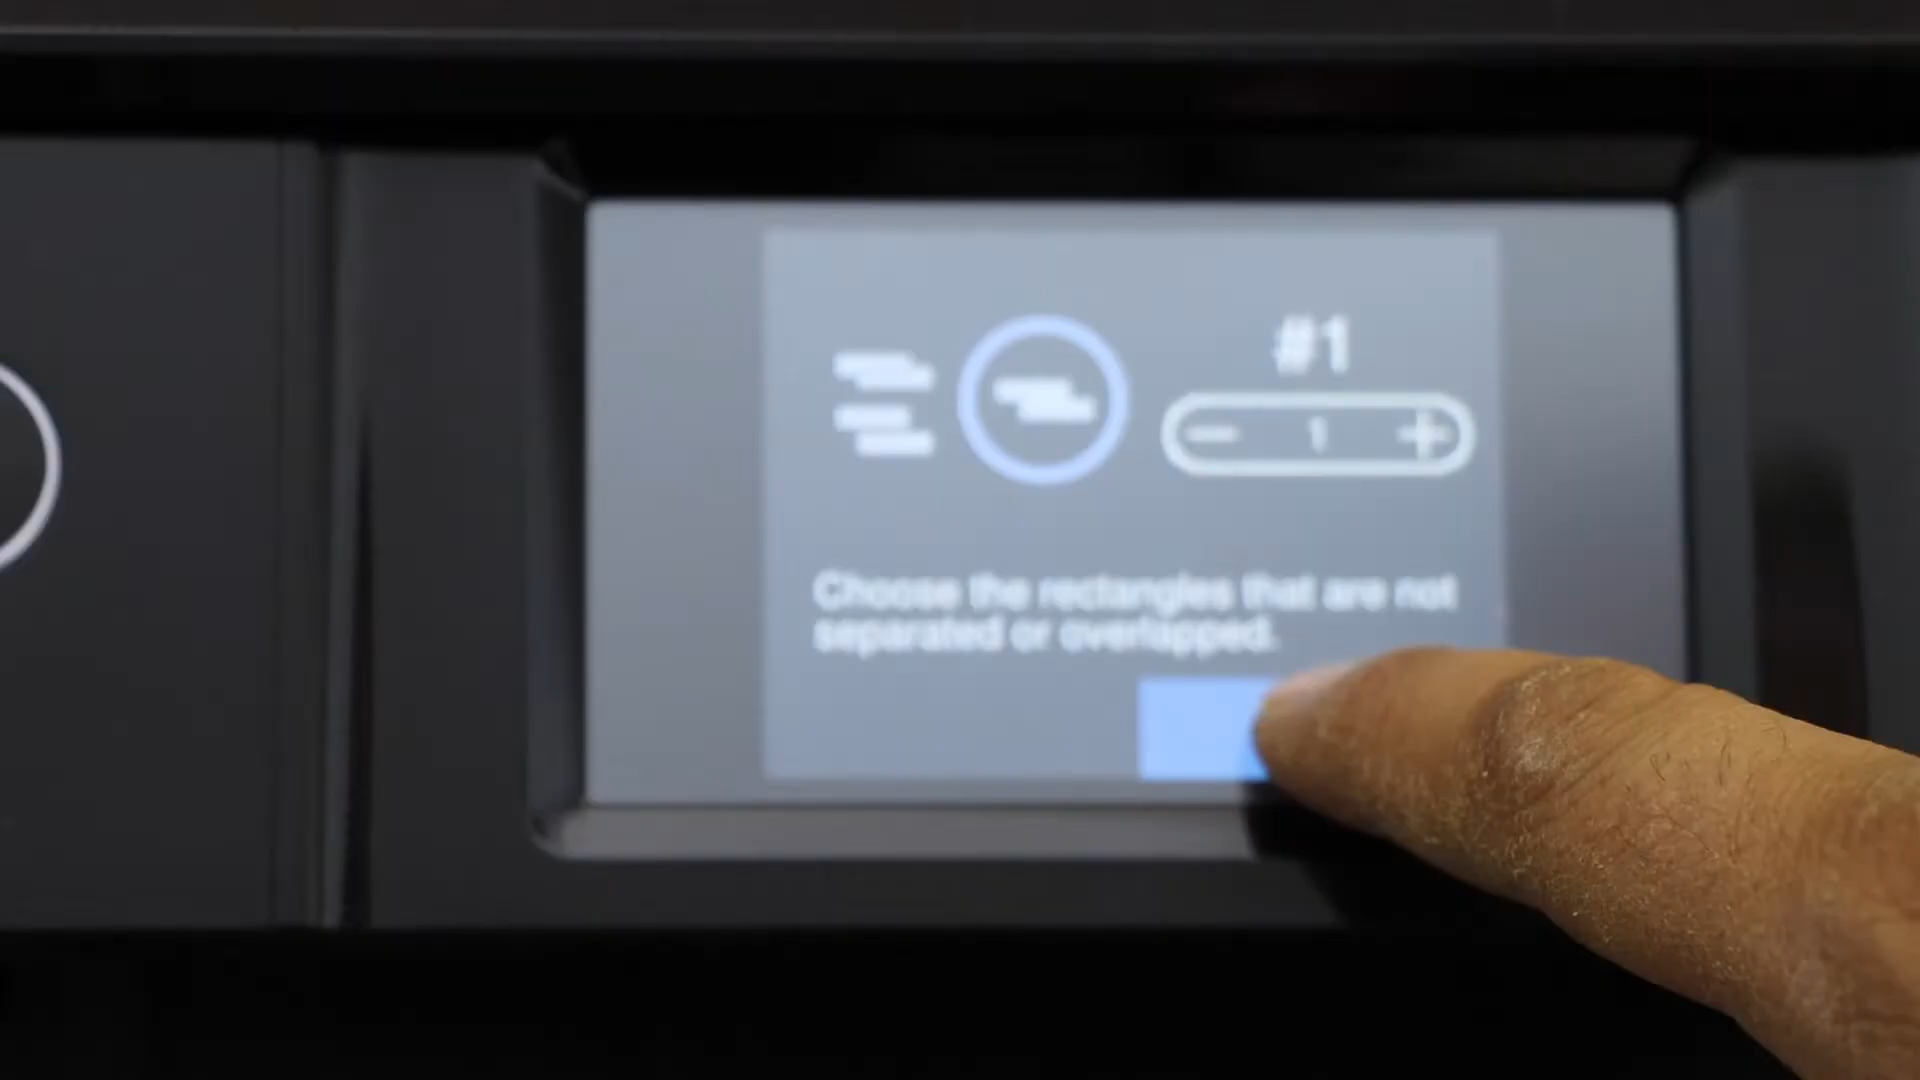 #1
− 1 +
Choose the rectangles that are not
separated or overlapped.